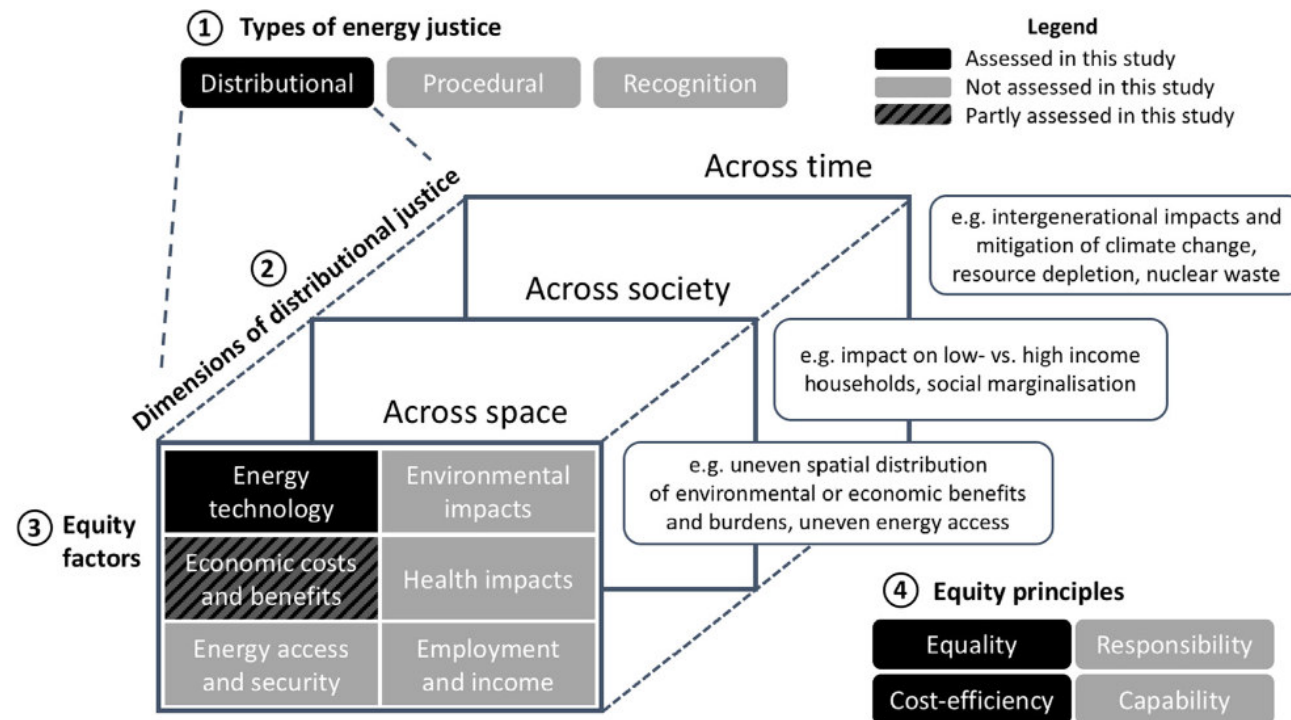 1 Types of energy justice
Distributional
Procedural
Recognition
Legend
Assessed in this study
Not assessed in this study
Partly assessed in this study
2
Dimensions of distributional justice
Across time
e.g. intergenerational impacts and
mitigation of climate change,
resource depletion, nuclear waste
Across society
e.g. impact on low- vs. high income
households, social marginalisation
Across space
e.g. uneven spatial distribution
of environmental or economic benefits
and burdens, uneven energy access
3 Equity
factors
Energy
technology
Environmental
impacts
Economic costs
and benefits
Health impacts
Energy access
and security
Employment
and income
4 Equity principles
Equality
Responsibility
Cost-efficiency
Capability